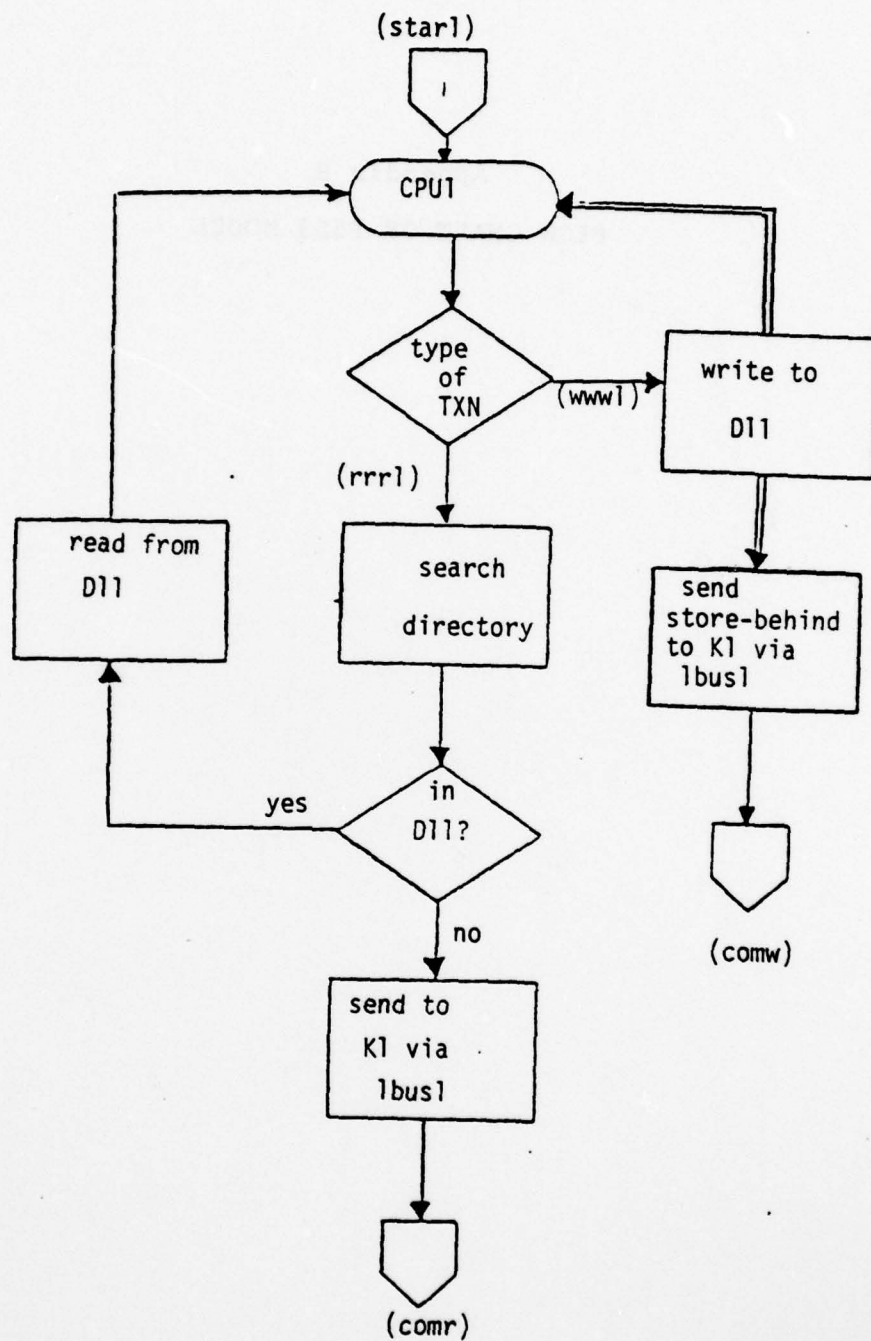 (star1)
1
CPU1
type
of
TXN
(www1)
write to
D11
(rrr1)
read from
D11
search
directory
send
store-behind
to K1 via
lbus1
yes
in
D11?
no
(comw)
send to
K1 via
lbus1
(comr)